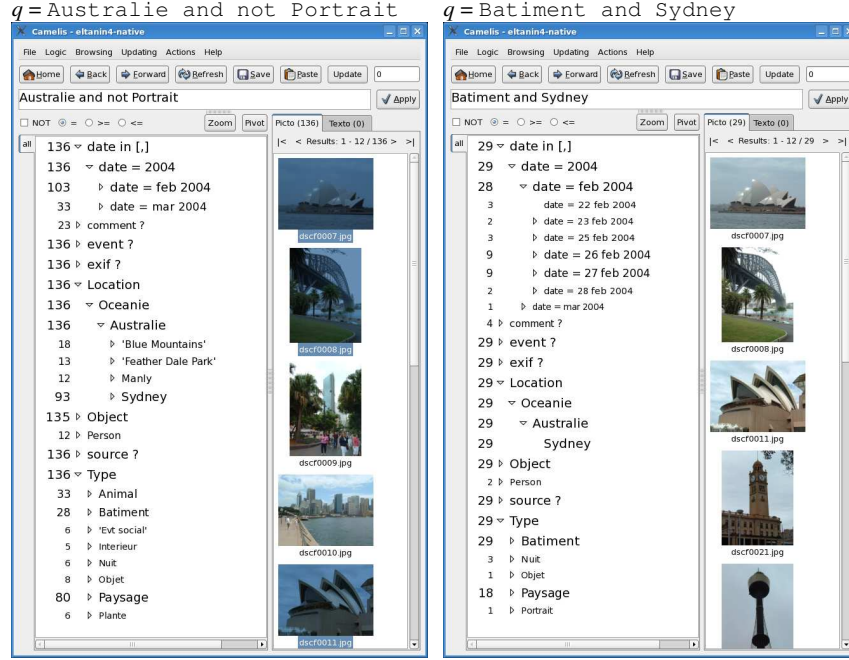 q = Australie and not Portrait
Camelis - eltanin4-native
File Logic Browsing Updating Actions Help
Home Back Forward Refresh Save Paste Update 0
Australie and not Portrait Apply
NOT = >= <= Zoom Pivot Picto (136) Texto (0)
all
|< < Results: 1 - 12 / 136 > >|
136 date in [,]
136 date = 2004
103 date = feb 2004
33 date = mar 2004
23 comment ?
136 event ?
136 exif ?
136 Location
136 Oceanie
136 Australie
18 'Blue Mountains'
13 'Feather Dale Park'
12 Manly
93 Sydney
135 Object
12 Person
136 source ?
136 Type
33 Animal
28 Batiment
6 'Evt social'
5 Interieur
6 Nuit
8 Objet
80 Paysage
6 Plante
dscf0007.jpg
dscf0008.jpg
dscf0009.jpg
dscf0010.jpg
dscf0011.jpg
q = Batiment and Sydney
Camelis - eltanin4-native
File Logic Browsing Updating Actions Help
Home Back Forward Refresh Save Paste Update 0
Batiment and Sydney Apply
NOT = >= <= Zoom Pivot Picto (29) Texto (0)
all
|< < Results: 1 - 12 / 29 > >|
29 date in [,]
29 date = 2004
28 date = feb 2004
3 date = 22 feb 2004
2 date = 23 feb 2004
3 date = 25 feb 2004
9 date = 26 feb 2004
9 date = 27 feb 2004
2 date = 28 feb 2004
1 date = mar 2004
4 comment ?
29 event ?
29 exif ?
29 Location
29 Oceanie
29 Australie
29 Sydney
29 Object
2 Person
29 source ?
29 Type
29 Batiment
3 Nuit
1 Objet
18 Paysage
1 Portrait
dscf0007.jpg
dscf0008.jpg
dscf0011.jpg
dscf0021.jpg